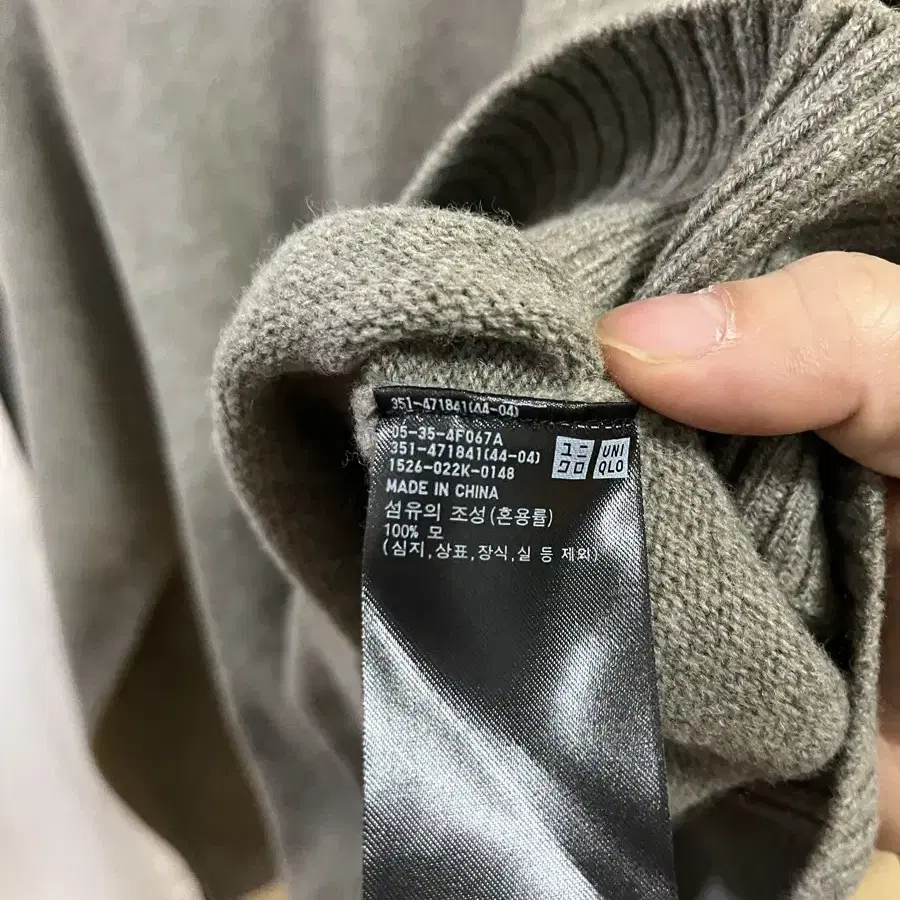 351-471841(44-04)
05-35-4F067A
351-471841(44-04)
1526-022K-0148
MADE IN CHINA
ユニ
クロ
UNI
QLO
섬유의 조성(혼용률)
100% 모
(심지,상표,장식,실 등 제외)